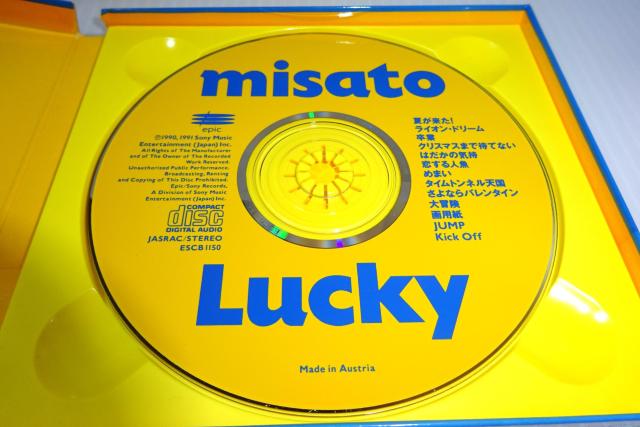 misato
epic
℗1990, 1991 Sony Music
Entertainment (Japan) Inc.
All Rights of The Manufacturer
and of The Owner of The Recorded
Work Reserved.
Unauthorized Public Performance,
Broadcasting, Renting
and Copying of This Disc Prohibited.
Epic/Sony Records,
A Division of Sony Music
Entertainment (Japan) Inc.
COMPACT
disc
DIGITAL AUDIO
JASRAC/STEREO
ESCB 1150
夏が来た!
ライオン・ドリーム
卒業
クリスマスまで待てない
はだかの気持
恋する人魚
めまい
タイムトンネル天国
さよならバレンタイン
大冒険
画用紙
JUMP
Kick Off
Lucky
Made in Austria